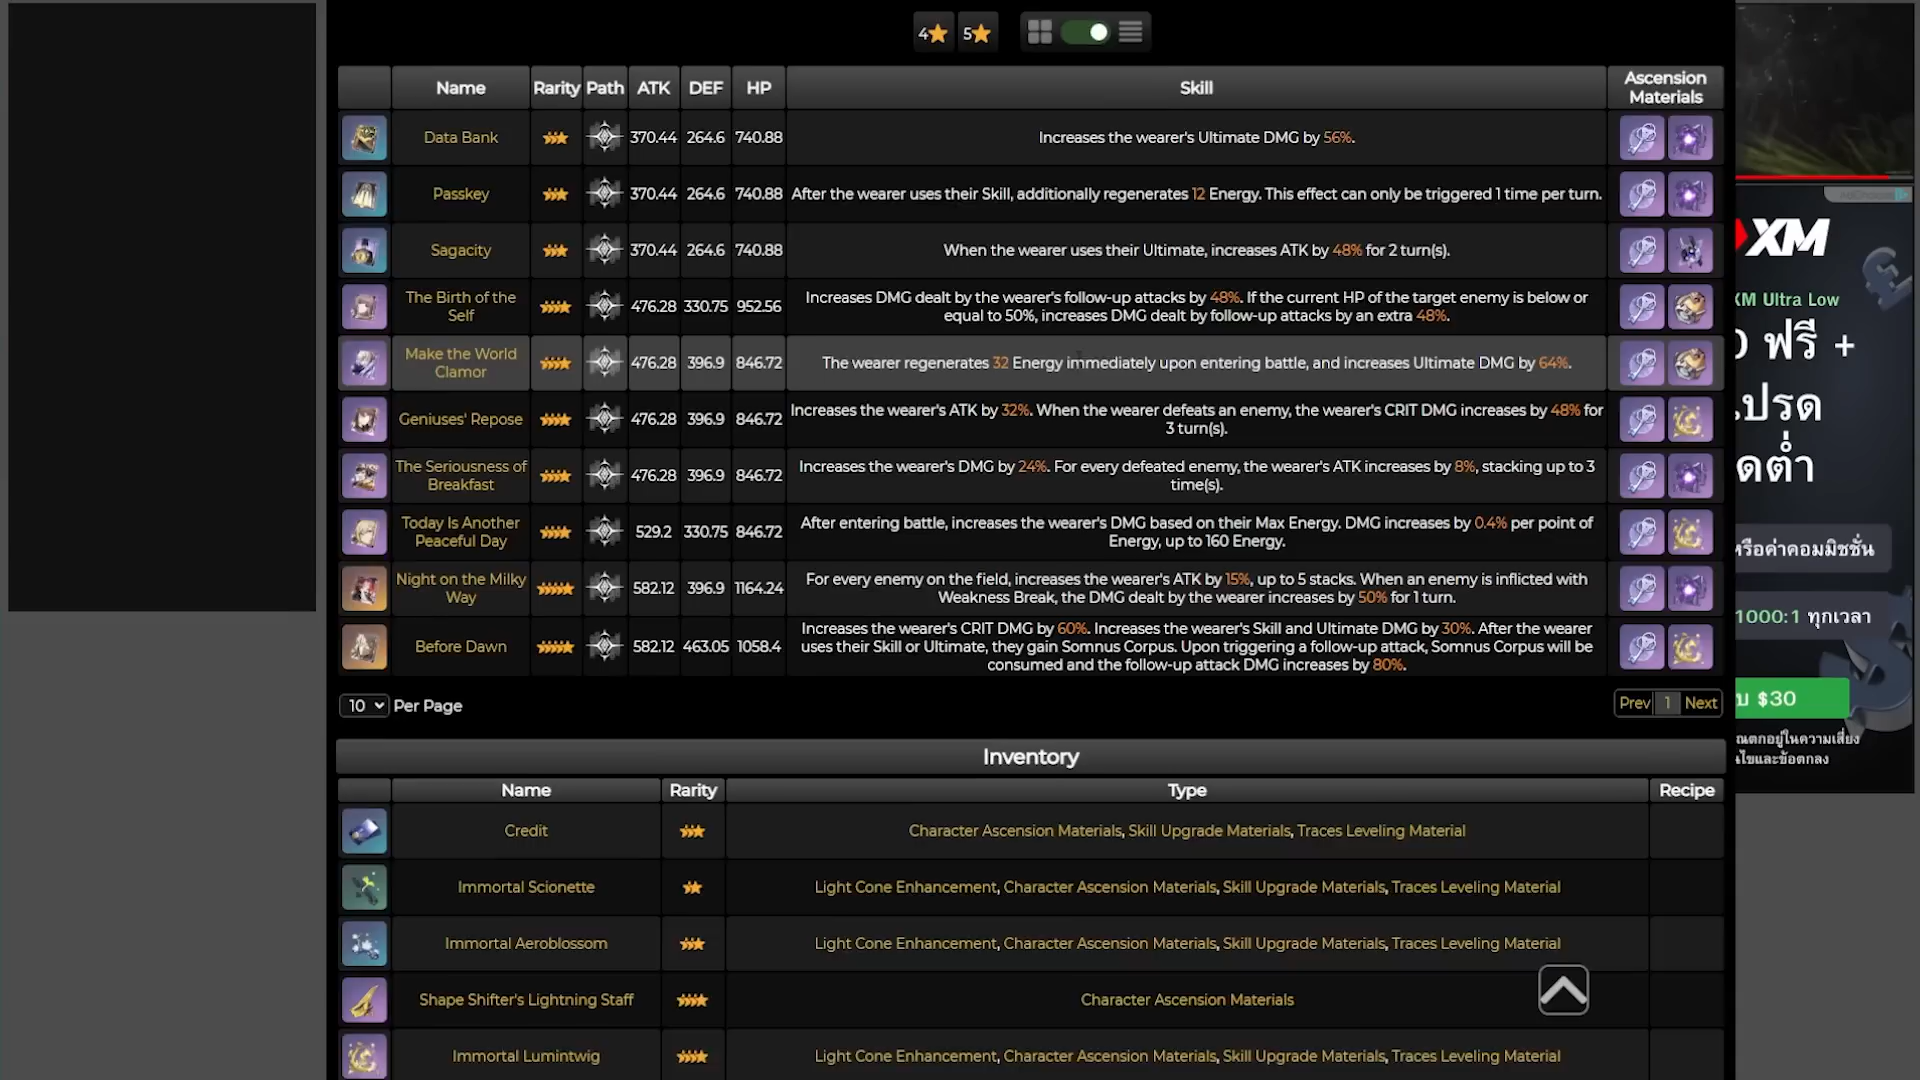 4 5
Name Rarity Path ATK DEF HP Skill Ascension Materials
Data Bank 370.44 264.6 740.88 Increases the wearer's Ultimate DMG by 56%.
Passkey 370.44 264.6 740.88 After the wearer uses their Skill, additionally regenerates 12 Energy. This effect can only be triggered 1 time per turn.
Sagacity 370.44 264.6 740.88 When the wearer uses their Ultimate, increases ATK by 48% for 2 turn(s).
The Birth of the Self 476.28 330.75 952.56 Increases DMG dealt by the wearer's follow-up attacks by 48%. If the current HP of the target enemy is below or
equal to 50%, increases DMG dealt by follow-up attacks by an extra 48%.
Make the World Clamor 476.28 396.9 846.72 The wearer regenerates 32 Energy immediately upon entering battle, and increases Ultimate DMG by 64%.
Geniuses' Repose 476.28 396.9 846.72 Increases the wearer's ATK by 32%. When the wearer defeats an enemy, the wearer's CRIT DMG increases by 48% for
3 turn(s).
The Seriousness of Breakfast 476.28 396.9 846.72 Increases the wearer's DMG by 24%. For every defeated enemy, the wearer's ATK increases by 8%, stacking up to 3
time(s).
Today Is Another Peaceful Day 529.2 330.75 846.72 After entering battle, increases the wearer's DMG based on their Max Energy. DMG increases by 0.4% per point of
Energy, up to 160 Energy.
Night on the Milky Way 582.12 396.9 1164.24 For every enemy on the field, increases the wearer's ATK by 15%, up to 5 stacks. When an enemy is inflicted with
Weakness Break, the DMG dealt by the wearer increases by 50% for 1 turn.
Before Dawn 582.12 463.05 1058.4 Increases the wearer's CRIT DMG by 60%. Increases the wearer's Skill and Ultimate DMG by 30%. After the wearer
uses their Skill or Ultimate, they gain Somnus Corpus. Upon triggering a follow-up attack, Somnus Corpus will be
consumed and the follow-up attack DMG increases by 80%.
10 Per Page
Prev 1 Next
Inventory
Name Rarity Type Recipe
Credit Character Ascension Materials, Skill Upgrade Materials, Traces Leveling Material
Immortal Scionette Light Cone Enhancement, Character Ascension Materials, Skill Upgrade Materials, Traces Leveling Material
Immortal Aeroblossom Light Cone Enhancement, Character Ascension Materials, Skill Upgrade Materials, Traces Leveling Material
Shape Shifter's Lightning Staff Character Ascension Materials
Immortal Lumintwig Light Cone Enhancement, Character Ascension Materials, Skill Upgrade Materials, Traces Leveling Material
XM
XM Ultra Low
ฟรี +
ปรด
ดต่ำ
หรือค่าคอมมิชชั่น
1000:1 ทุกเวลา
$30